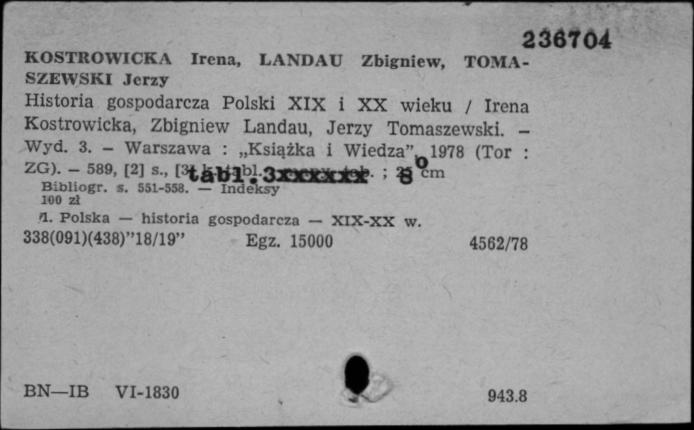 236704
KOSTROWICKA Irena, LANDAU Zbigniew, TOMA-
SZEWSKI Jerzy
Historia gospodarcza Polski XIX i XX wieku / Irena
Kostrowicka, Zbigniew Landau, Jerzy Tomaszewski. —
Wyd. 3. — Warszawa : „Książka i Wiedza”, 1978 (Tor :
ZG). — 589, [2] s., tabl.3xxxxxx ; 8⁰ cm
Bibliogr. s. 551-558. — Indeksy
100 zł
1. Polska — historia gospodarcza — XIX-XX w.
338(091)(438)”18/19” Egz. 15000 4562/78
BN—IB VI-1830 943.8